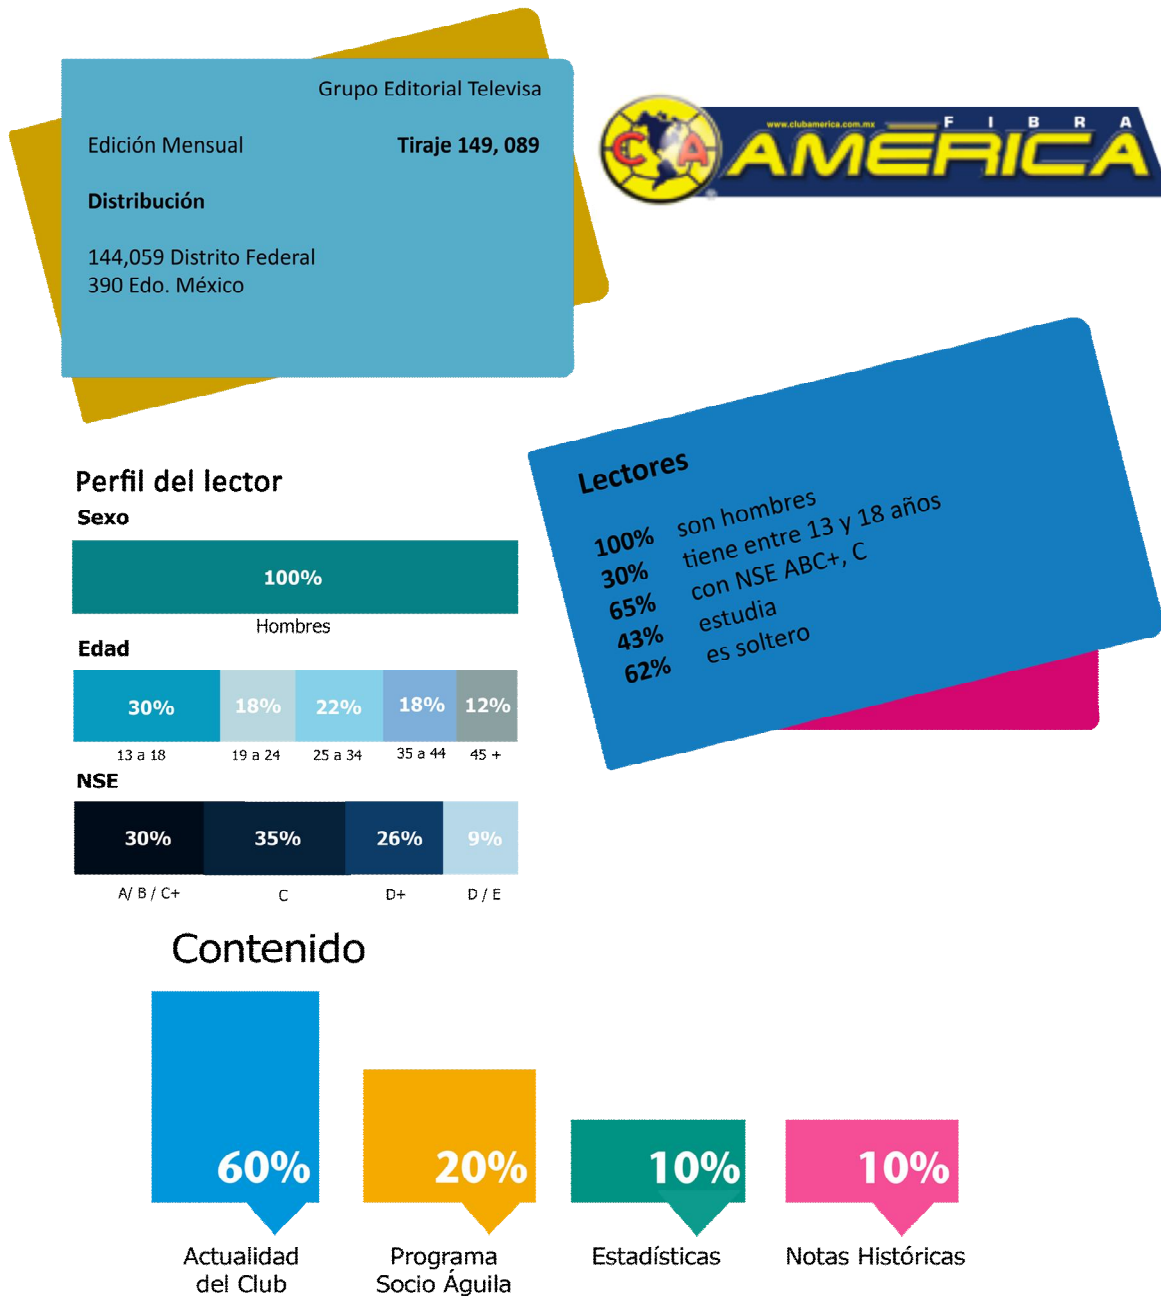 Grupo Editorial Televisa
Edición Mensual Tiraje 149, 089
Distribución
144,059 Distrito Federal
390 Edo. México
www.clubamerica.com.mx FIBRA
CA AMÉRICA
®
Lectores
100% son hombres
30% tiene entre 13 y 18 años
65% con NSE ABC+, C
43% estudia
62% es soltero
Perfil del lector
Sexo
100%
Hombres
Edad
30% 18% 22% 18% 12%
13 a 18 19 a 24 25 a 34 35 a 44 45 +
NSE
30% 35% 26% 9%
A/ B / C+ C D+ D / E
Contenido
60% 20% 10% 10%
Actualidad Programa Estadísticas Notas Históricas
del Club Socio Águila